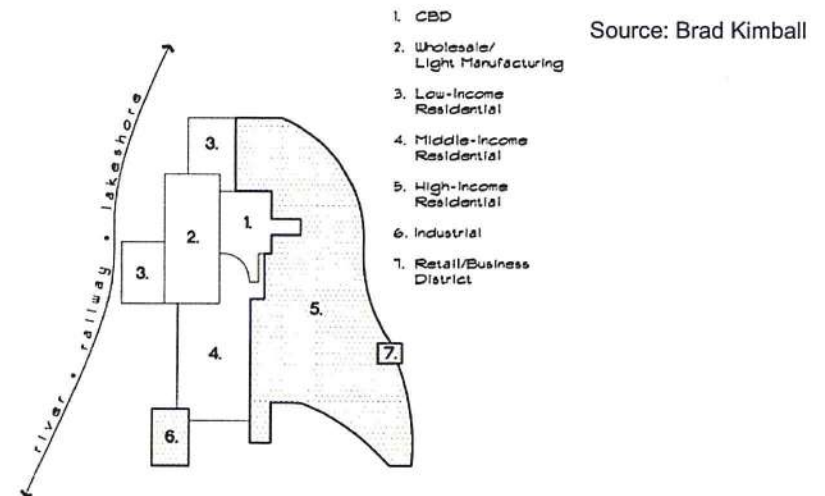 1. CBD
2. Wholesale/
Light Manufacturing
3. Low-Income
Residential
4. Middle-Income
Residential
5. High-Income
Residential
6. Industrial
7. Retail/Business
District
Source: Brad Kimball
river • railway • lakeshore
3.
1.
2.
3.
5.
4.
7.
6.